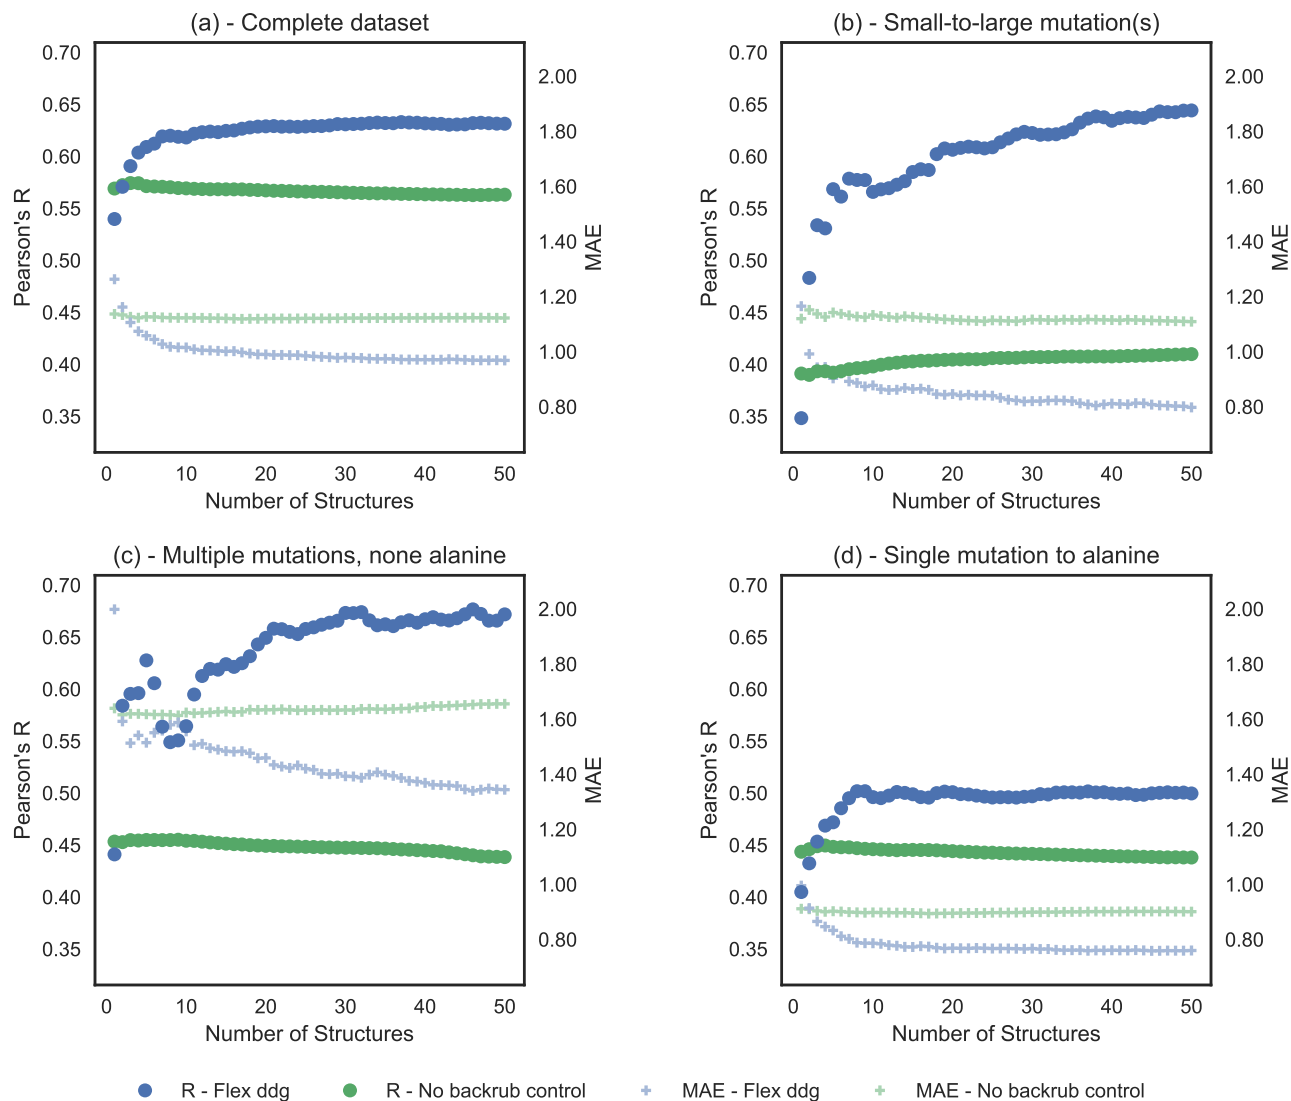 (a) - Complete dataset
0.70
0.65
0.60
0.55
0.50
0.45
0.40
0.35
Pearson's R
2.00
1.80
1.60
1.40
1.20
1.00
0.80
MAE
0 10 20 30 40 50
Number of Structures
(b) - Small-to-large mutation(s)
0.70
0.65
0.60
0.55
0.50
0.45
0.40
0.35
Pearson's R
2.00
1.80
1.60
1.40
1.20
1.00
0.80
MAE
0 10 20 30 40 50
Number of Structures
(c) - Multiple mutations, none alanine
0.70
0.65
0.60
0.55
0.50
0.45
0.40
0.35
Pearson's R
2.00
1.80
1.60
1.40
1.20
1.00
0.80
MAE
0 10 20 30 40 50
Number of Structures
(d) - Single mutation to alanine
0.70
0.65
0.60
0.55
0.50
0.45
0.40
0.35
Pearson's R
2.00
1.80
1.60
1.40
1.20
1.00
0.80
MAE
0 10 20 30 40 50
Number of Structures
R - Flex ddg R - No backrub control MAE - Flex ddg MAE - No backrub control